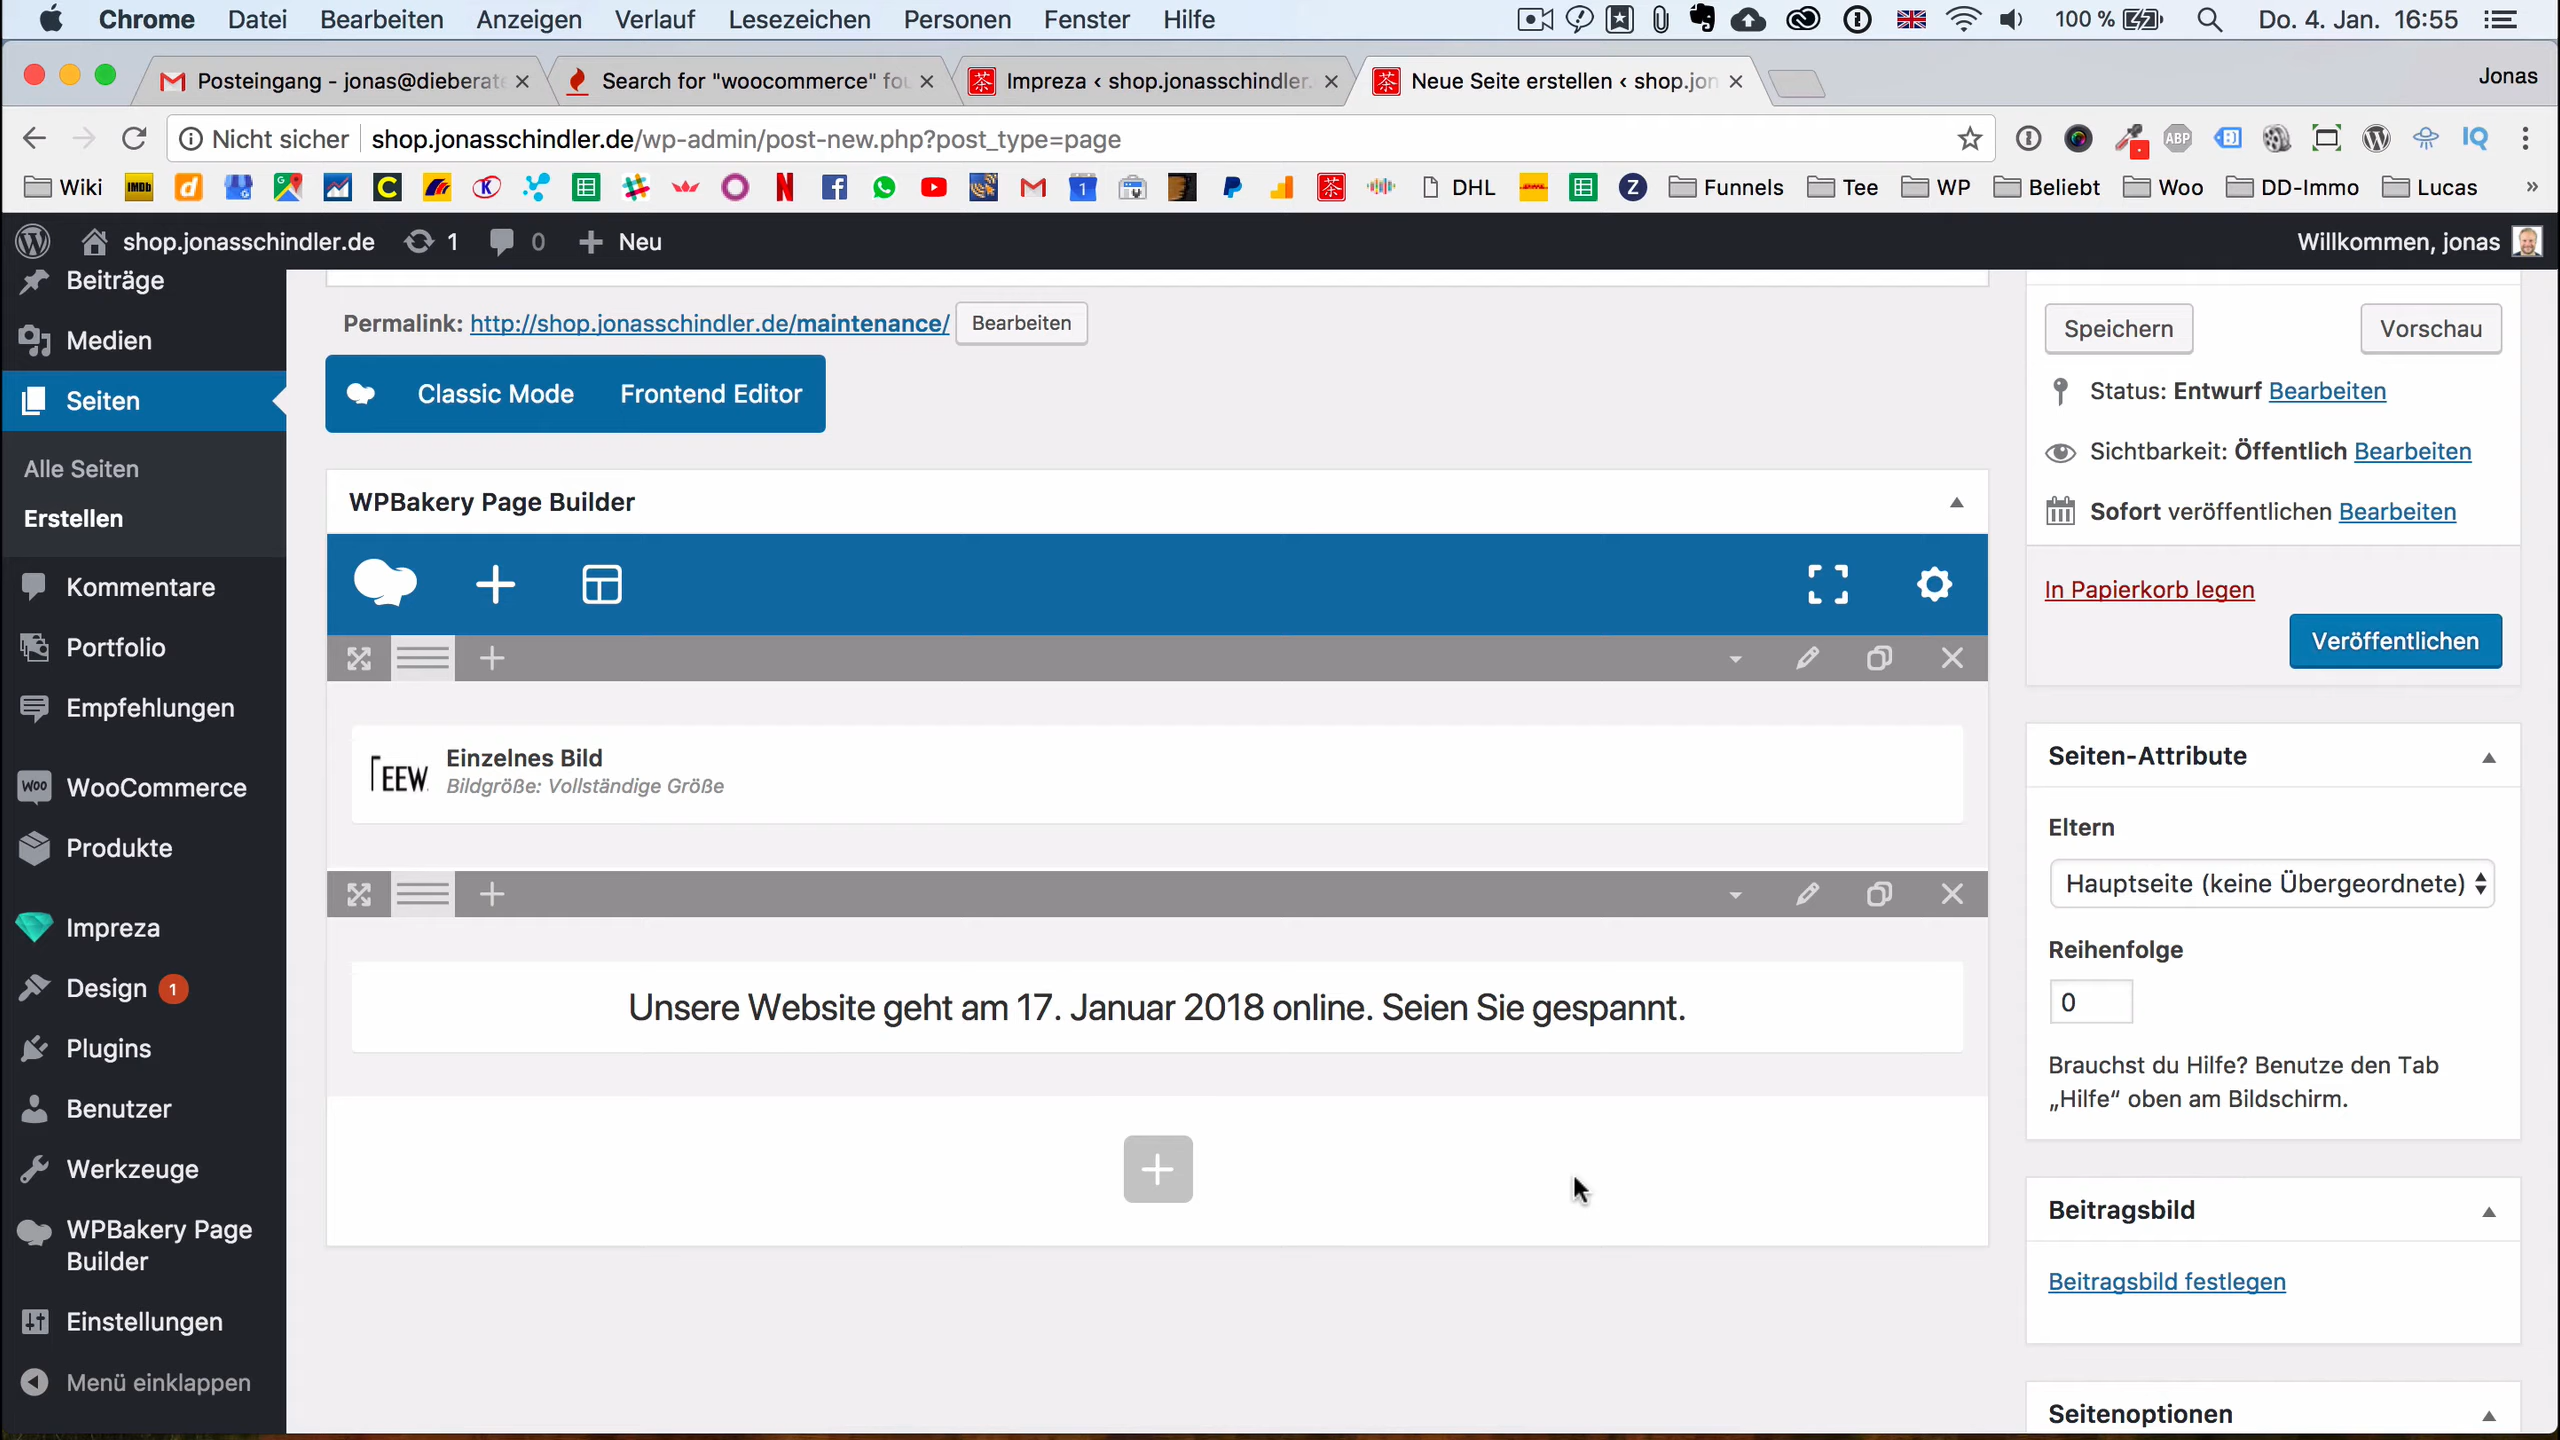 Chrome Datei Bearbeiten Anzeigen Verlauf Lesezeichen Personen Fenster Hilfe 100 % Do. 4. Jan. 16:55
Posteingang - jonas@dieberate Search for "woocommerce" fou Impreza ‹ shop.jonasschindler. Neue Seite erstellen ‹ shop.jon Jonas
Nicht sicher shop.jonasschindler.de/wp-admin/post-new.php?post_type=page ABP IQ
Wiki IMDb DHL Z Funnels Tee WP Beliebt Woo DD-Immo Lucas »
shop.jonasschindler.de 1 0 Neu Willkommen, jonas
Beiträge
Medien
Seiten
Alle Seiten
Erstellen
Kommentare
Portfolio
Empfehlungen
WooCommerce
Produkte
Impreza
Design 1
Plugins
Benutzer
Werkzeuge
WPBakery Page
Builder
Einstellungen
Menü einklappen
Permalink: http://shop.jonasschindler.de/maintenance/ Bearbeiten
Classic Mode Frontend Editor
WPBakery Page Builder
TEEW
Einzelnes Bild
Bildgröße: Vollständige Größe
Unsere Website geht am 17. Januar 2018 online. Seien Sie gespannt.
Speichern Vorschau
Status: Entwurf Bearbeiten
Sichtbarkeit: Öffentlich Bearbeiten
Sofort veröffentlichen Bearbeiten
In Papierkorb legen
Veröffentlichen
Seiten-Attribute
Eltern
Hauptseite (keine Übergeordnete)
Reihenfolge
0
Brauchst du Hilfe? Benutze den Tab
„Hilfe“ oben am Bildschirm.
Beitragsbild
Beitragsbild festlegen
Seitenoptionen